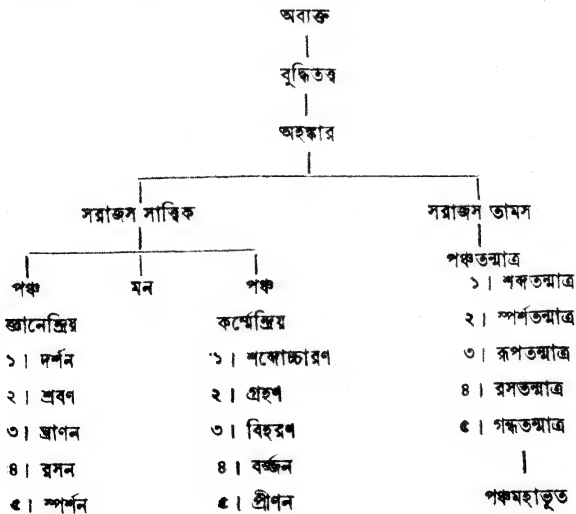 অব্যক্ত
বুদ্ধিতত্ত্ব
অহঙ্কার
সরাজস সাত্ত্বিক
সরাজস তামস
পঞ্চ
জ্ঞানেন্দ্রিয়
১। দর্শন
২। শ্রবণ
৩। ঘ্রাণন
৪। রসন
৫। স্পর্শন
মন
পঞ্চ
কর্ম্মেন্দ্রিয়
১। শব্দোচ্চারণ
২। গ্রহণ
৩। বিহরণ
৪। বর্জ্জন
৫। প্রীণন
পঞ্চতন্মাত্র
১। শব্দতন্মাত্র
২। স্পর্শতন্মাত্র
৩। রূপতন্মাত্র
৪। রসতন্মাত্র
৫। গন্ধতন্মাত্র
পঞ্চমহাভূত